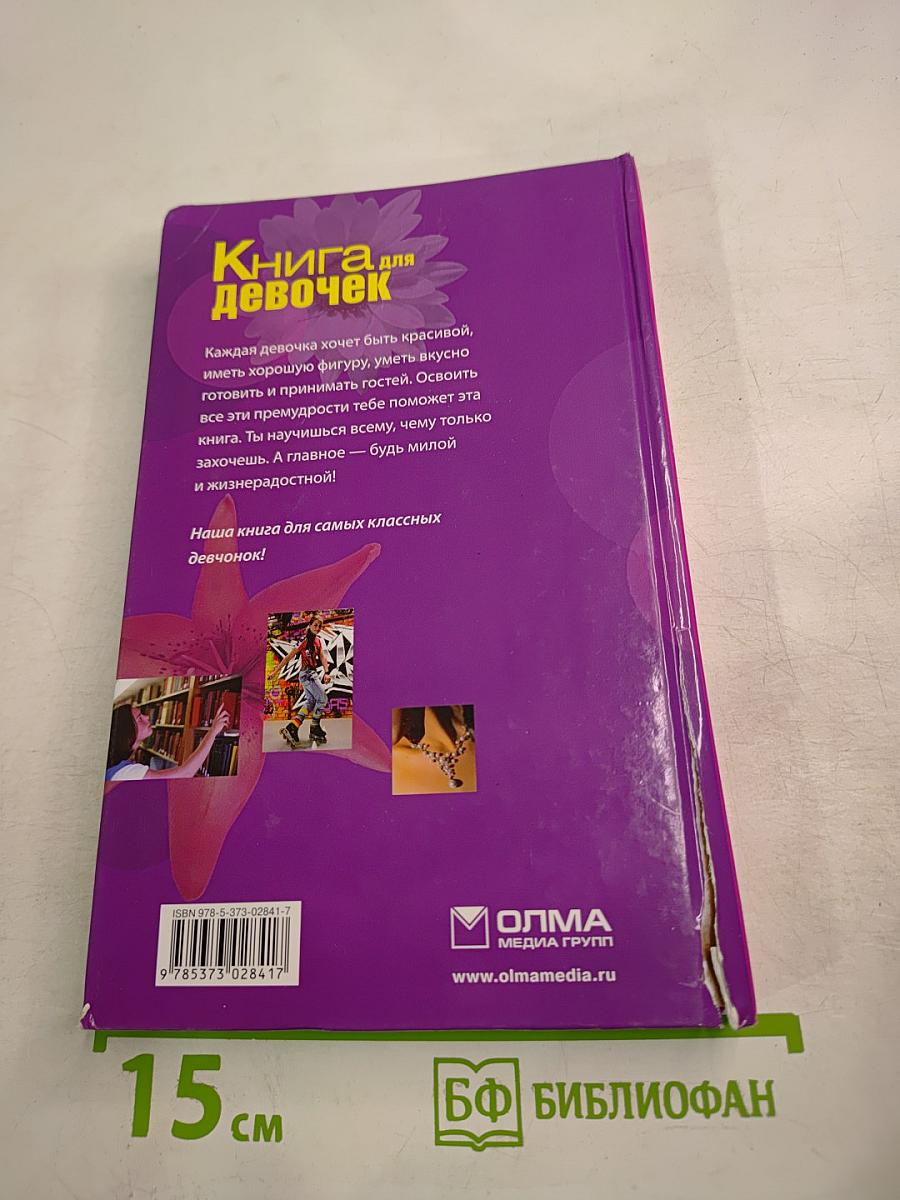 Книга для
девочек
Каждая девочка хочет быть красивой,
иметь хорошую фигуру, уметь вкусно
готовить и принимать гостей. Освоить
все эти премудрости тебе поможет эта
книга. Ты научишься всему, чему только
захочешь. А главное — будь милой
и жизнерадостной!
Наша книга для самых классных
девчонок!
ISBN 978-5-373-02841-7
9 785373 028417
ОЛМА
МЕДИА ГРУПП
www.olmamedia.ru
15 см
БФ БИБЛИОФАН